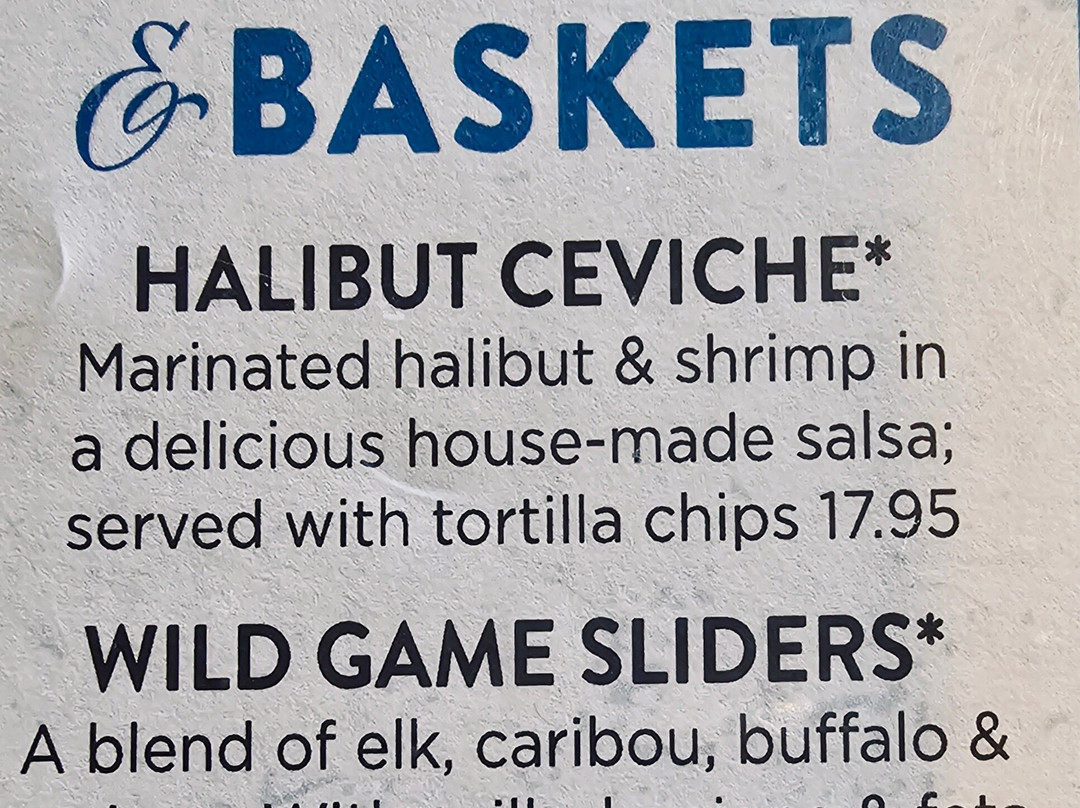 & BASKETS
HALIBUT CEVICHE*
Marinated halibut & shrimp in
a delicious house-made salsa;
served with tortilla chips 17.95
WILD GAME SLIDERS*
A blend of elk, caribou, buffalo &